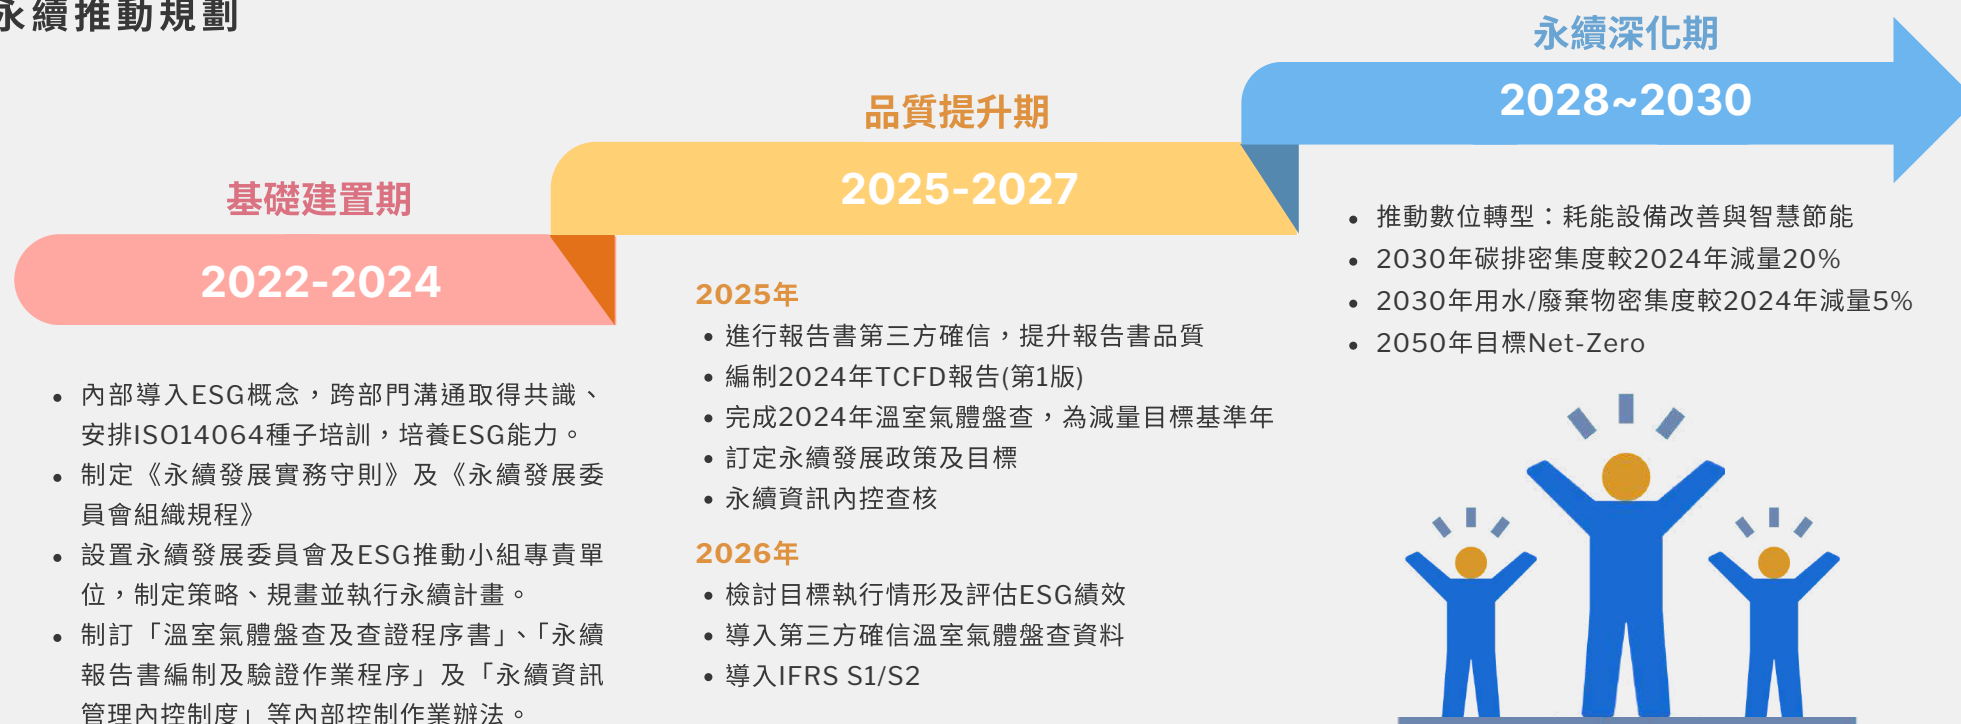 永續推動規劃
基礎建置期
2022-2024
內部導入ESG概念，跨部門溝通取得共識、
安排ISO14064種子培訓，培養ESG能力。
制定《永續發展實務守則》及《永續發展委
員會組織規程》
設置永續發展委員會及ESG推動小組專責單
位，制定策略、規畫並執行永續計畫。
制訂「溫室氣體盤查及查證程序書」、「永續
報告書編制及驗證作業程序」及「永續資訊
管理內控制度」等內部控制作業辦法。
品質提升期
2025-2027
2025年
進行報告書第三方確信，提升報告書品質
編制2024年TCFD報告(第1版)
完成2024年溫室氣體盤查，為減量目標基準年
訂定永續發展政策及目標
永續資訊內控查核
2026年
檢討目標執行情形及評估ESG績效
導入第三方確信溫室氣體盤查資料
導入IFRS S1/S2
永續深化期
2028~2030
推動數位轉型：耗能設備改善與智慧節能
2030年碳排密集度較2024年減量20%
2030年用水/廢棄物密集度較2024年減量5%
2050年目標Net-Zero